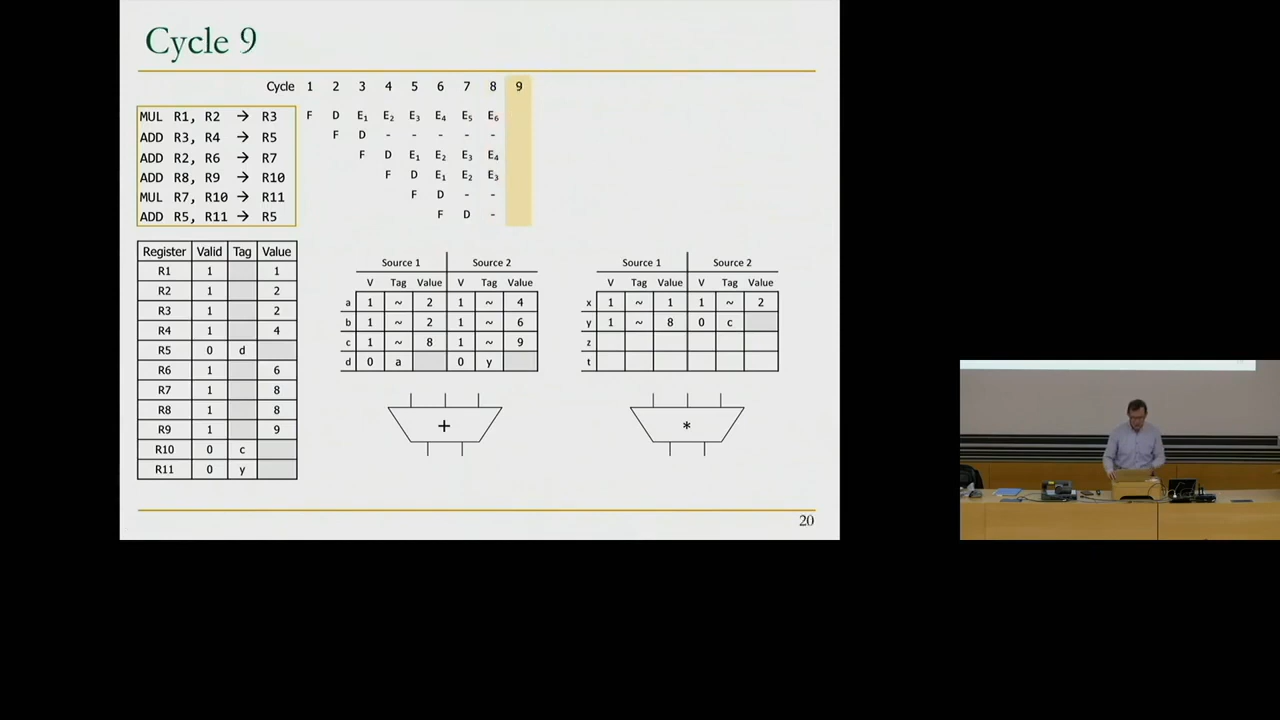 Cycle 9
Cycle 1 2 3 4 5 6 7 8 9
MUL R1, R2 → R3 F D E₁ E₂ E₃ E₄ E₅ E₆
ADD R3, R4 → R5 F D - - - - -
ADD R2, R6 → R7 F D E₁ E₂ E₃ E₄
ADD R8, R9 → R10 F D E₁ E₂ E₃
MUL R7, R10 → R11 F D - -
ADD R5, R11 → R5 F D -
Register Valid Tag Value
R1 1 1
R2 1 2
R3 1 2
R4 1 4
R5 0 d
R6 1 6
R7 1 8
R8 1 8
R9 1 9
R10 0 c
R11 0 y
Source 1 Source 2
V Tag Value V Tag Value
a 1 ~ 2 1 ~ 4
b 1 ~ 2 1 ~ 6
c 1 ~ 8 1 ~ 9
d 0 a 0 y
+
Source 1 Source 2
V Tag Value V Tag Value
x 1 ~ 1 1 ~ 2
y 1 ~ 8 0 c
z
t
*
20